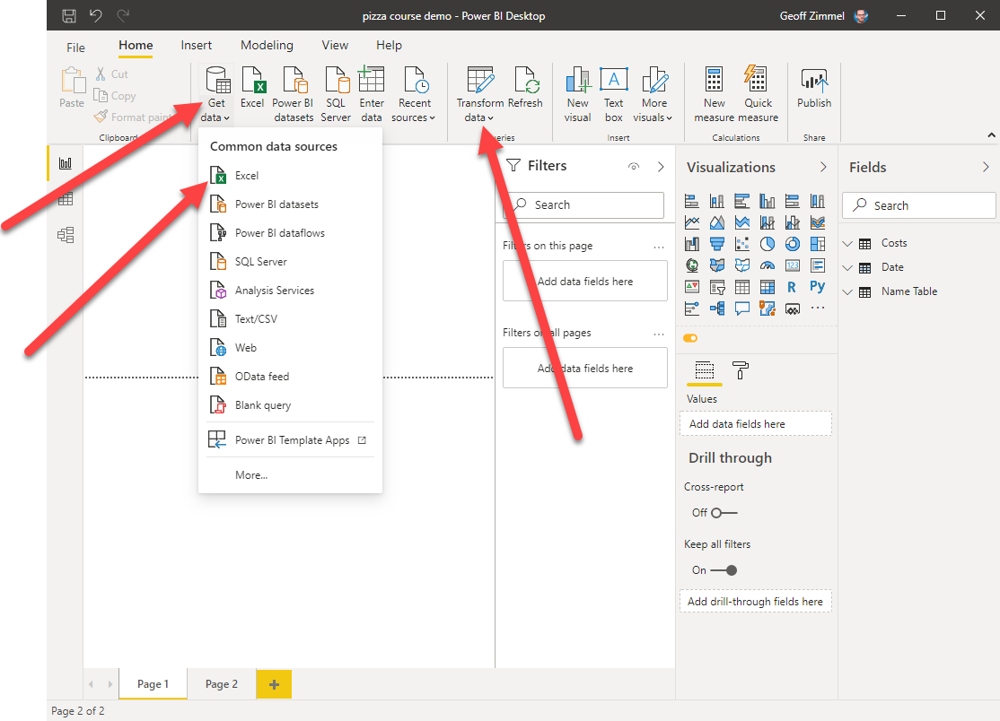 pizza course demo - Power BI Desktop
Geoff Zimmel
File
Home
Insert
Modeling
View
Help
Paste
Cut
Copy
Format paint
Clipboard
Get data
Excel
Power BI datasets
SQL Server
Enter data
Recent sources
Transform data
Refresh
New visual
Text box
More visuals
Insert
New measure
Quick measure
Calculations
Publish
Share
Common data sources
Excel
Power BI datasets
Power BI dataflows
SQL Server
Analysis Services
Text/CSV
Web
OData feed
Blank query
Power BI Template Apps
More...
Filters
Search
Filters on this page
...
Add data fields here
Filters on all pages
...
Add data fields here
Visualizations
123
R
Py
...
Values
Add data fields here
Drill through
Cross-report
Off
Keep all filters
On
Add drill-through fields here
Fields
Search
Costs
Date
Name Table
Page 1
Page 2
+
Page 2 of 2